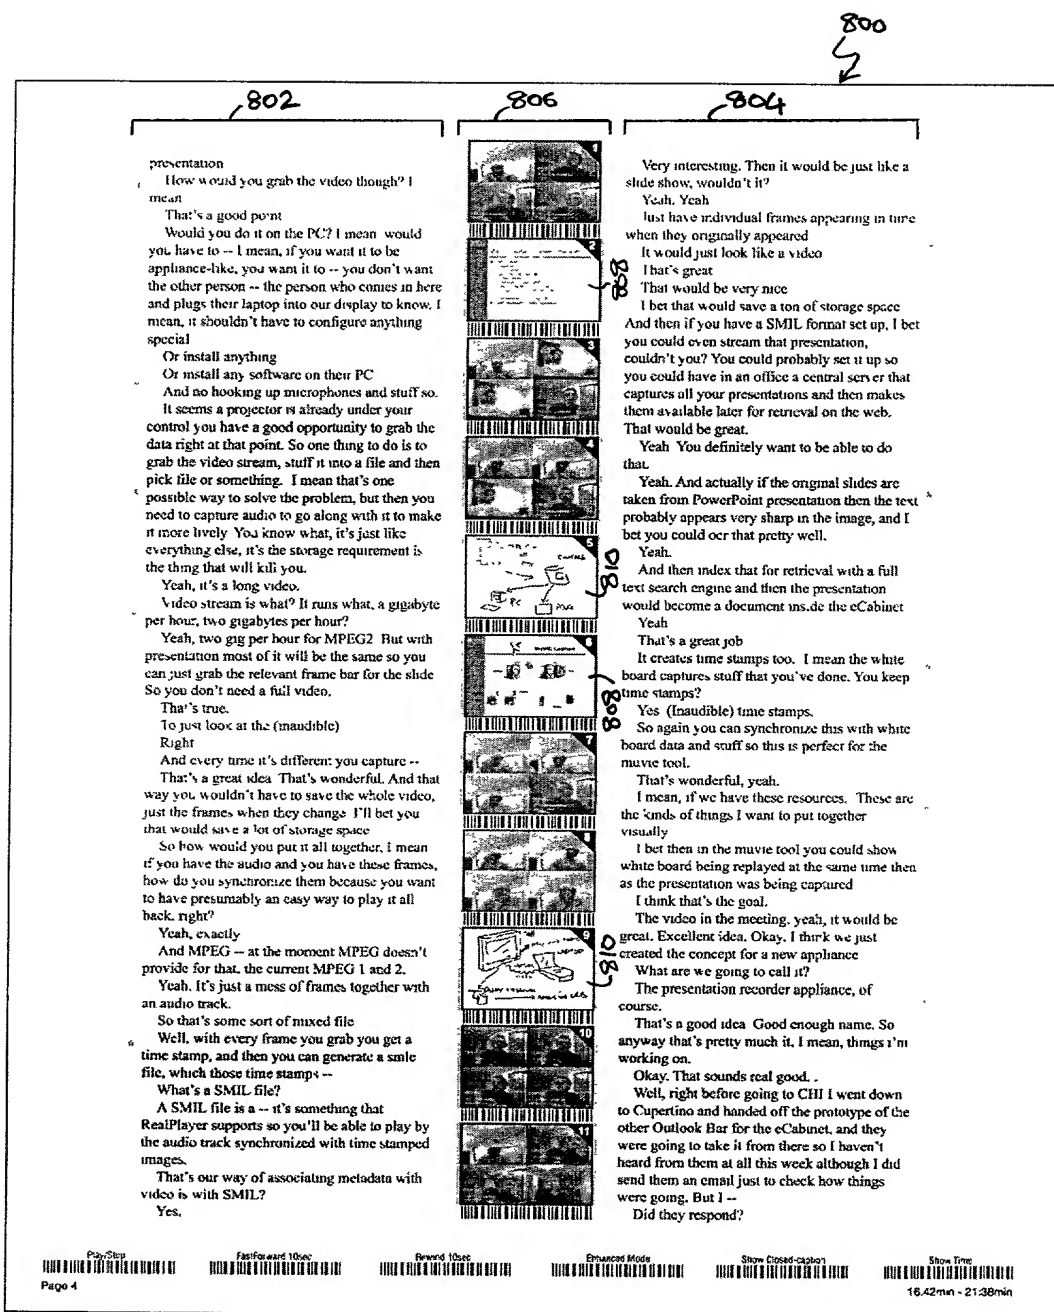 800
802
806
804
presentation
How would you grab the video though? I
mean
That's a good point
Would you do it on the PC? I mean would
you have to -- I mean, if you want it to be
appliance-like, you want it to -- you don't want
the other person -- the person who comes in here
and plugs their laptop into our display to know, I
mean, it shouldn't have to configure anything
special
Or install anything
Or install any software on their PC
And no hooking up microphones and stuff so.
It seems a projector is already under your
control you have a good opportunity to grab the
data right at that point. So one thing to do is to
grab the video stream, stuff it into a file and then
pick file or something. I mean that's one
possible way to solve the problem, but then you
need to capture audio to go along with it to make
it more lively You know what, it's just like
everything else, it's the storage requirement is
the thing that will kill you.
Yeah, it's a long video.
Video stream is what? It runs what, a gigabyte
per hour, two gigabytes per hour?
Yeah, two gig per hour for MPEG2 But with
presentation most of it will be the same so you
can just grab the relevant frame bar for the slide
So you don't need a full video.
That's true.
To just look at the (inaudible)
Right
And every time it's different you capture --
That's a great idea That's wonderful. And that
way you wouldn't have to save the whole video,
just the frames when they change I'll bet you
that would save a lot of storage space
So how would you put it all together, I mean
if you have the audio and you have these frames,
how do you synchronize them because you want
to have presumably an easy way to play it all
back, right?
Yeah, exactly
And MPEG -- at the moment MPEG doesn't
provide for that, the current MPEG 1 and 2.
Yeah. It's just a mess of frames together with
an audio track.
So that's some sort of mixed file
Well, with every frame you grab you get a
time stamp, and then you can generate a smile
file, which those time stamps --
What's a SMIL file?
A SMIL file is a -- it's something that
RealPlayer supports so you'll be able to play by
the audio track synchronized with time stamped
images.
That's our way of associating metadata with
video is with SMIL?
Yes.
1
2
808
3
4
5
PC
810
6
808
7
8
9
LAPTOP
810
10
11
Very interesting. Then it would be just like a
slide show, wouldn't it?
Yeah. Yeah
Just have individual frames appearing in time
when they originally appeared
It would just look like a video
That's great
That would be very nice
I bet that would save a ton of storage space
And then if you have a SMIL format set up, I bet
you could even stream that presentation,
couldn't you? You could probably set it up so
you could have in an office a central server that
captures all your presentations and then makes
them available later for retrieval on the web.
That would be great.
Yeah You definitely want to be able to do
that.
Yeah. And actually if the original slides are
taken from PowerPoint presentation then the text
probably appears very sharp in the image, and I
bet you could ocr that pretty well.
Yeah.
And then index that for retrieval with a full
text search engine and then the presentation
would become a document inside the eCabinet
Yeah
That's a great job
It creates time stamps too. I mean the white
board captures stuff that you've done. You keep
time stamps?
Yes (Inaudible) time stamps.
So again you can synchronize this with white
board data and stuff so this is perfect for the
muvie tool.
That's wonderful, yeah.
I mean, if we have these resources. These are
the kinds of things I want to put together
visually
I bet then in the muvie tool you could show
white board being replayed at the same time then
as the presentation was being captured
I think that's the goal.
The video in the meeting, yeah, it would be
great. Excellent idea. Okay. I think we just
created the concept for a new appliance
What are we going to call it?
The presentation recorder appliance, of
course.
That's a good idea Good enough name. So
anyway that's pretty much it, I mean, things I'm
working on.
Okay. That sounds real good. .
Well, right before going to CHI I went down
to Cupertino and handed off the prototype of the
other Outlook Bar for the eCabinet, and they
were going to take it from there so I haven't
heard from them at all this week although I did
send them an email just to check how things
were going. But I --
Did they respond?
Play/Stop
FastForward 10sec
Rewind 10sec
Enhanced Mode
Show Closed-caption
Show Time
Page 4
16.42min - 21:38min